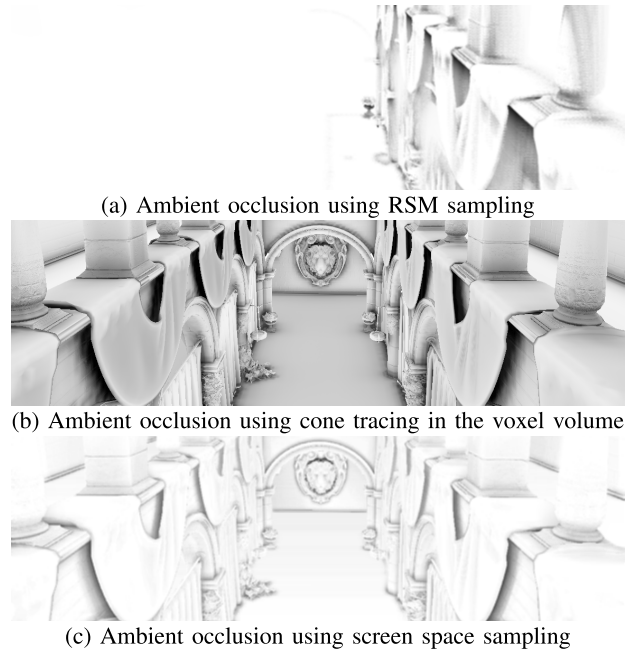 (a) Ambient occlusion using RSM sampling
(b) Ambient occlusion using cone tracing in the voxel volume
(c) Ambient occlusion using screen space sampling